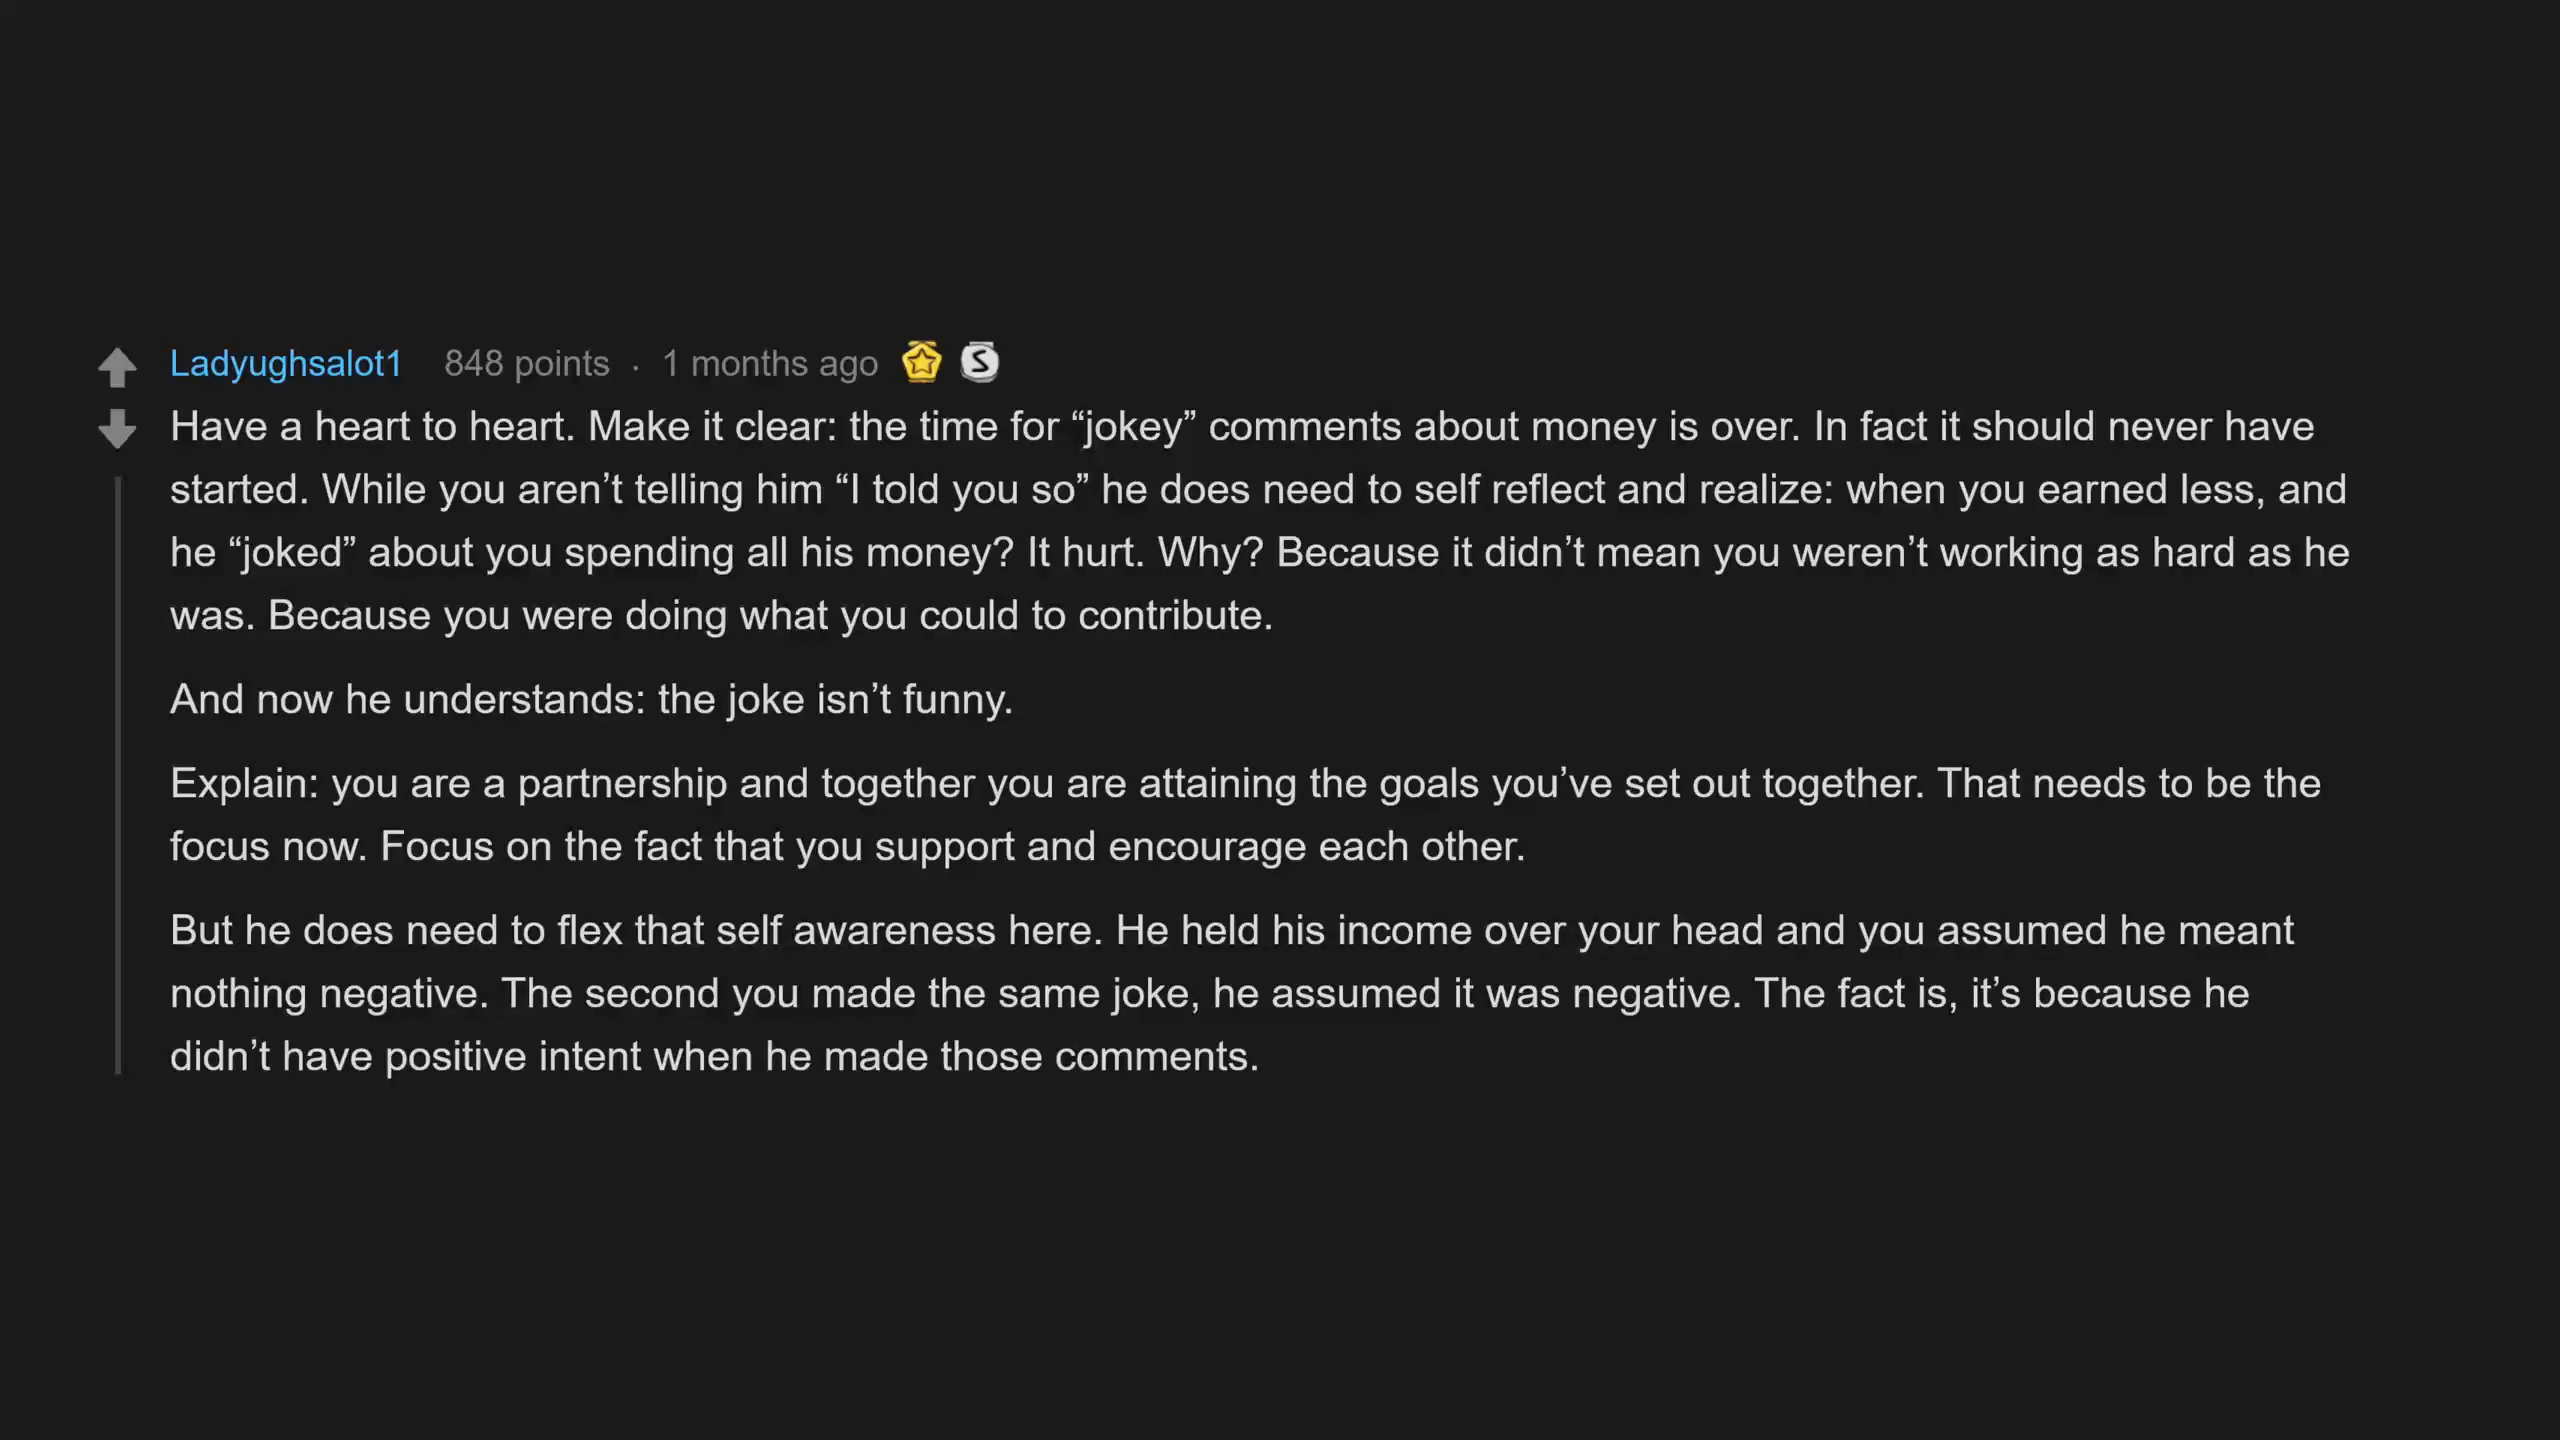 Ladyughsalot1 848 points · 1 months ago S
Have a heart to heart. Make it clear: the time for “jokey” comments about money is over. In fact it should never have
started. While you aren’t telling him “I told you so” he does need to self reflect and realize: when you earned less, and
he “joked” about you spending all his money? It hurt. Why? Because it didn’t mean you weren’t working as hard as he
was. Because you were doing what you could to contribute.
And now he understands: the joke isn’t funny.
Explain: you are a partnership and together you are attaining the goals you’ve set out together. That needs to be the
focus now. Focus on the fact that you support and encourage each other.
But he does need to flex that self awareness here. He held his income over your head and you assumed he meant
nothing negative. The second you made the same joke, he assumed it was negative. The fact is, it’s because he
didn’t have positive intent when he made those comments.